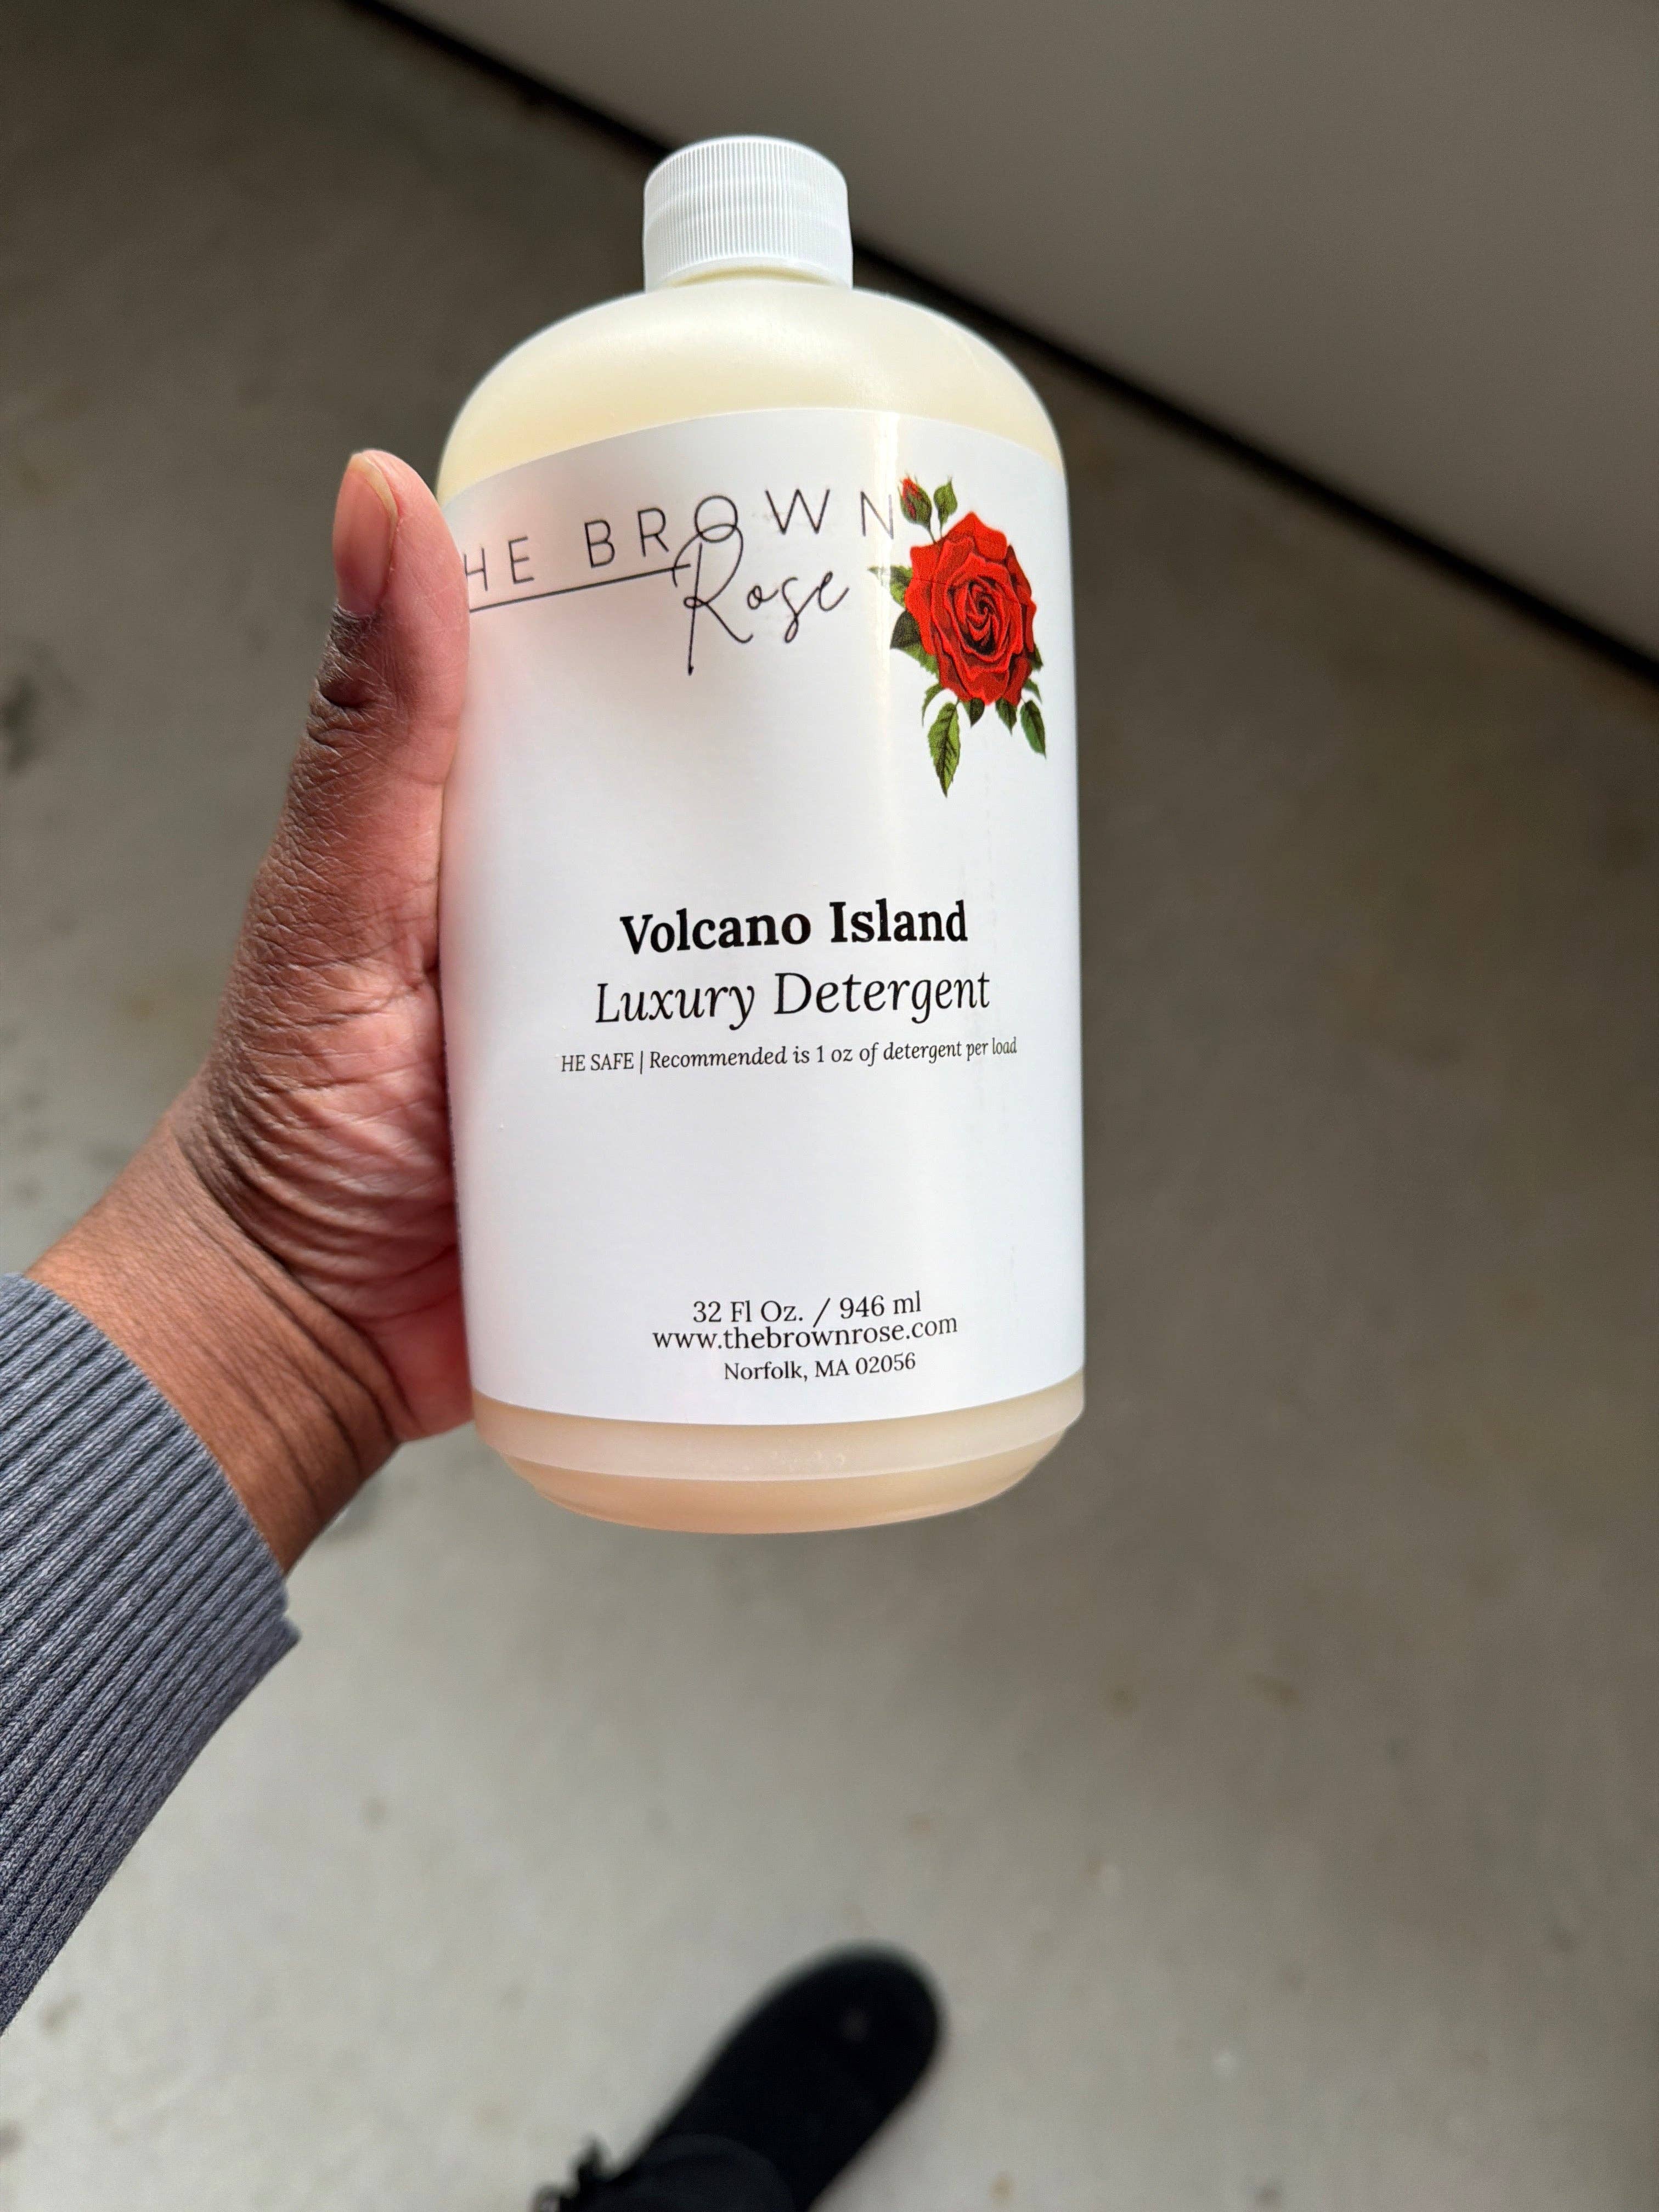 HE BROWN
Rose
Volcano Island
Luxury Detergent
HE SAFE | Recommended is 1 oz of detergent per load
32 Fl Oz. / 946 ml
www.thebrownrose.com
Norfolk, MA 02056